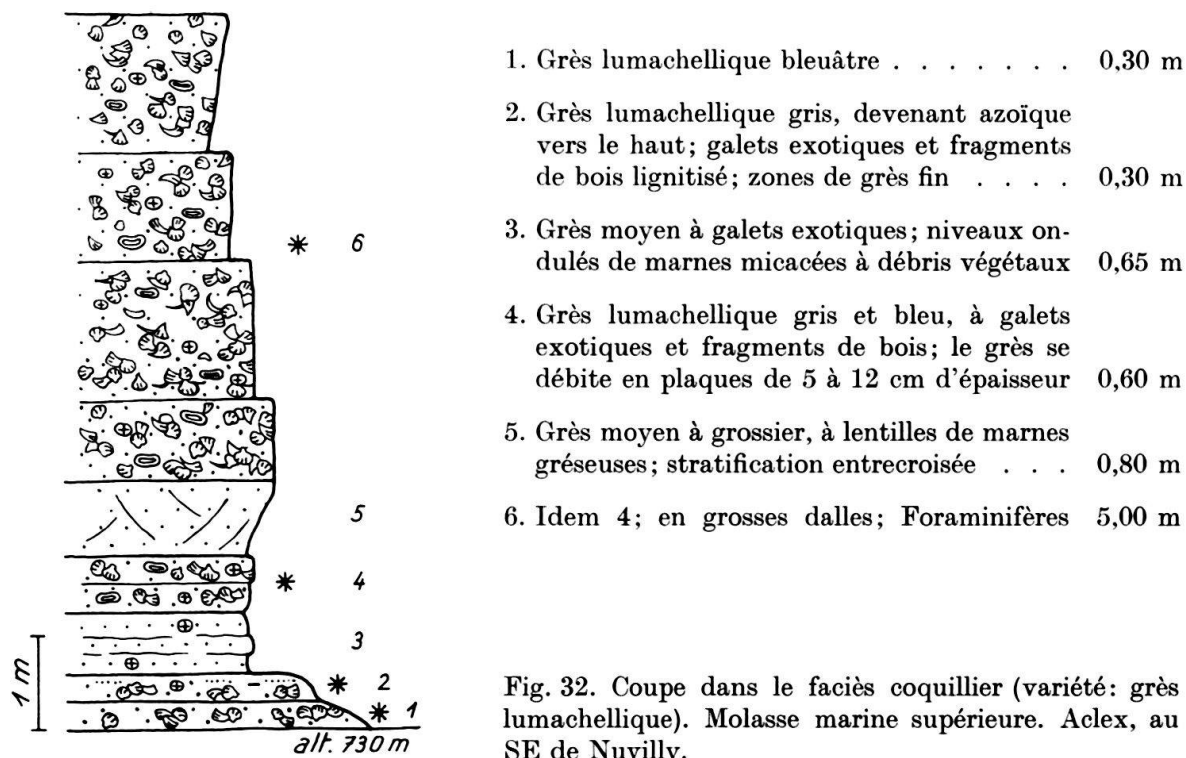 1. Grès lumachellique bleuâtre . . . . . . . 0,30 m
2. Grès lumachellique gris, devenant azoïque
vers le haut; galets exotiques et fragments
de bois lignitisé; zones de grès fin . . . . 0,30 m
3. Grès moyen à galets exotiques; niveaux on-
dulés de marnes micacées à débris végétaux 0,65 m
4. Grès lumachellique gris et bleu, à galets
exotiques et fragments de bois; le grès se
débite en plaques de 5 à 12 cm d'épaisseur 0,60 m
5. Grès moyen à grossier, à lentilles de marnes
gréseuses; stratification entrecroisée . . . 0,80 m
6. Idem 4; en grosses dalles; Foraminifères 5,00 m
6
5
4
3
2
1
1 m
alt. 730 m
Fig. 32. Coupe dans le faciès coquillier (variété: grès
lumachellique). Molasse marine supérieure. Aclex, au
SE de Nuvilly.